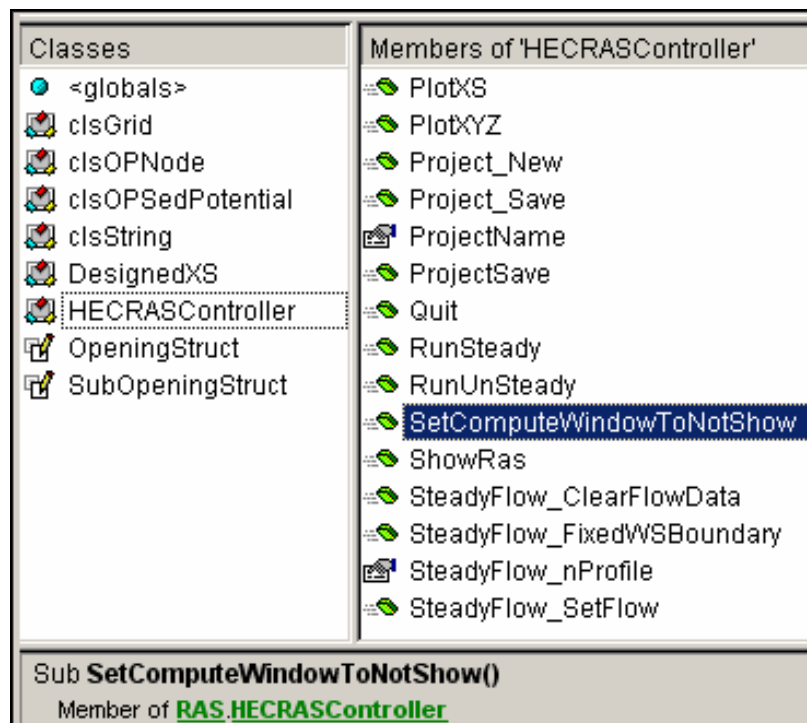 Classes
<globals>
clsGrid
clsOPNode
clsOPSedPotential
clsString
DesignedXS
HECRASController
OpeningStruct
SubOpeningStruct
Members of 'HECRASController'
PlotXS
PlotXYZ
Project_New
Project_Save
ProjectName
ProjectSave
Quit
RunSteady
RunUnSteady
SetComputeWindowToNotShow
ShowRas
SteadyFlow_ClearFlowData
SteadyFlow_FixedWSBoundary
SteadyFlow_nProfile
SteadyFlow_SetFlow
Sub SetComputeWindowToNotShow()
Member of RAS.HECRASController